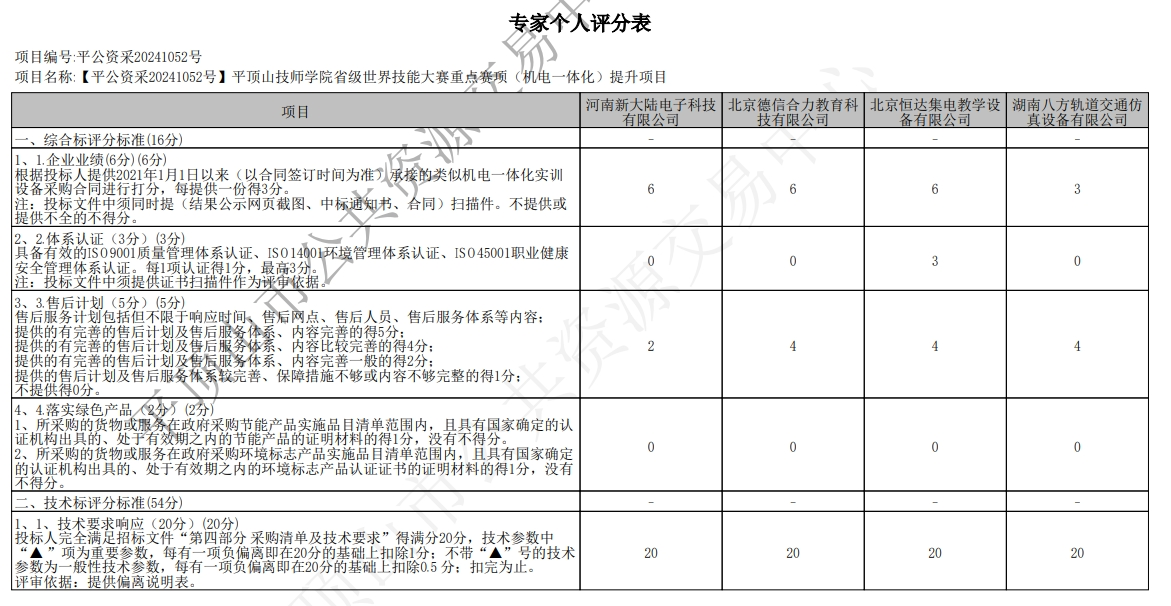 专家个人评分表
项目编号:平公资采20241052号
项目名称:【平公资采20241052号】平顶山技师学院省级世界技能大赛重点赛项（机电一体化）提升项目
项目
河南新大陆电子科技
有限公司
北京德信合力教育科
技有限公司
北京恒达集电教学设
备有限公司
湖南八方轨道交通仿
真设备有限公司
一、综合标评分标准(16分)
-
-
-
-
1、1.企业业绩(6分)(6分)
根据投标人提供2021年1月1日以来（以合同签订时间为准）承接的类似机电一体化实训
设备采购合同进行打分，每提供一份得3分。
注：投标文件中须同时提（结果公示网页截图、中标通知书、合同）扫描件。不提供或
提供不全的不得分。
6
6
6
3
2、2.体系认证（3分）(3分)
具备有效的ISO9001质量管理体系认证、ISO14001环境管理体系认证、ISO45001职业健康
安全管理体系认证。每1项认证得1分，最高3分。
注：投标文件中须提供证书扫描件作为评审依据。
0
0
3
0
3、3.售后计划（5分）(5分)
售后服务计划包括但不限于响应时间、售后网点、售后人员、售后服务体系等内容；
提供的有完善的售后计划及售后服务体系、内容完善的得5分；
提供的有完善的售后计划及售后服务体系、内容比较完善的得4分；
提供的有完善的售后计划及售后服务体系、内容完善一般的得2分；
提供的售后计划及售后服务体系较完善、保障措施不够或内容不够完整的得1分；
不提供得0分。
2
4
4
4
4、4.落实绿色产品（2分）(2分)
1、所采购的货物或服务在政府采购节能产品实施品目清单范围内，且具有国家确定的认
证机构出具的、处于有效期之内的节能产品的证明材料的得1分，没有不得分。
2、所采购的货物或服务在政府采购环境标志产品实施品目清单范围内，且具有国家确定
的认证机构出具的、处于有效期之内的环境标志产品认证证书的证明材料的得1分，没有
不得分。
0
0
0
0
二、技术标评分标准(54分)
-
-
-
-
1、1、技术要求响应（20分）(20分)
投标人完全满足招标文件“第四部分 采购清单及技术要求”得满分20分，技术参数中
“▲ ”项为重要参数，每有一项负偏离即在20分的基础上扣除1分；不带“▲”号的技术
参数为一般性技术参数，每有一项负偏离即在20分的基础上扣除0.5 分；扣完为止。
评审依据：提供偏离说明表。
20
20
20
20
平顶山市公共资源交易中
顶山市公共资源交易中心